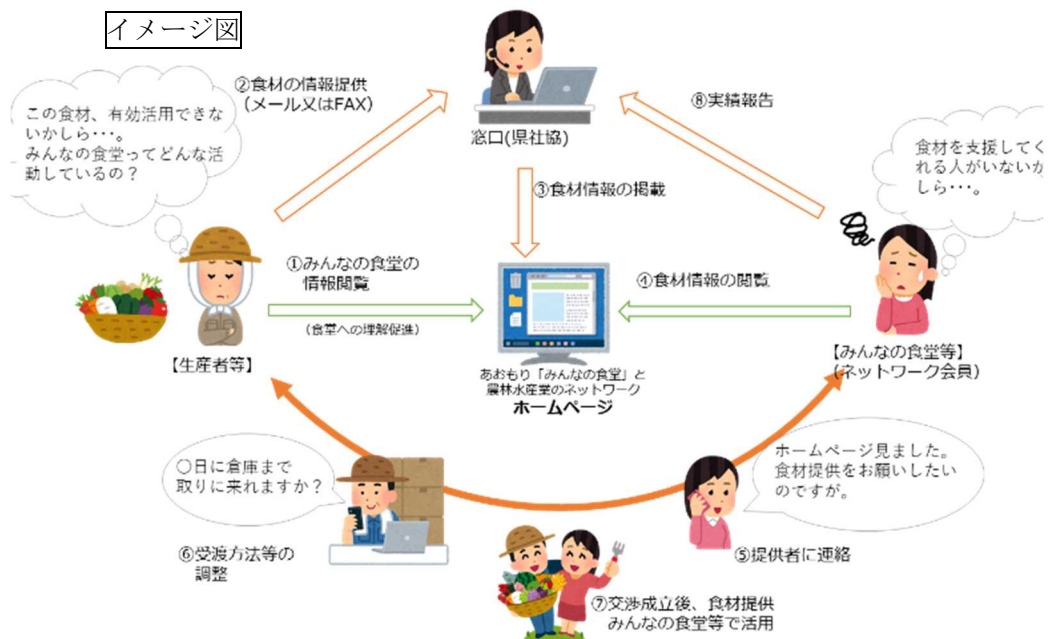 イメージ図
②食材の情報提供
(メール又はFAX)
この食材、有効活用できな
いかしら・・・。
みんなの食堂ってどんな活
動しているの？
窓口(県社協)
⑧実績報告
食材を支援してく
れる人がいないか
しら・・・。
③食材情報の掲載
①みんなの食堂の
情報閲覧
(食堂への理解促進)
④食材情報の閲覧
【生産者等】
あおもり「みんなの食堂」と
農林水産業のネットワーク
ホームページ
【みんなの食堂等】
(ネットワーク会員)
〇日に倉庫まで
取りに来れますか？
ホームページ見ました。
食材提供をお願いしたい
のですが。
⑥受渡方法等の
調整
⑤提供者に連絡
⑦交渉成立後、食材提供
みんなの食堂等で活用